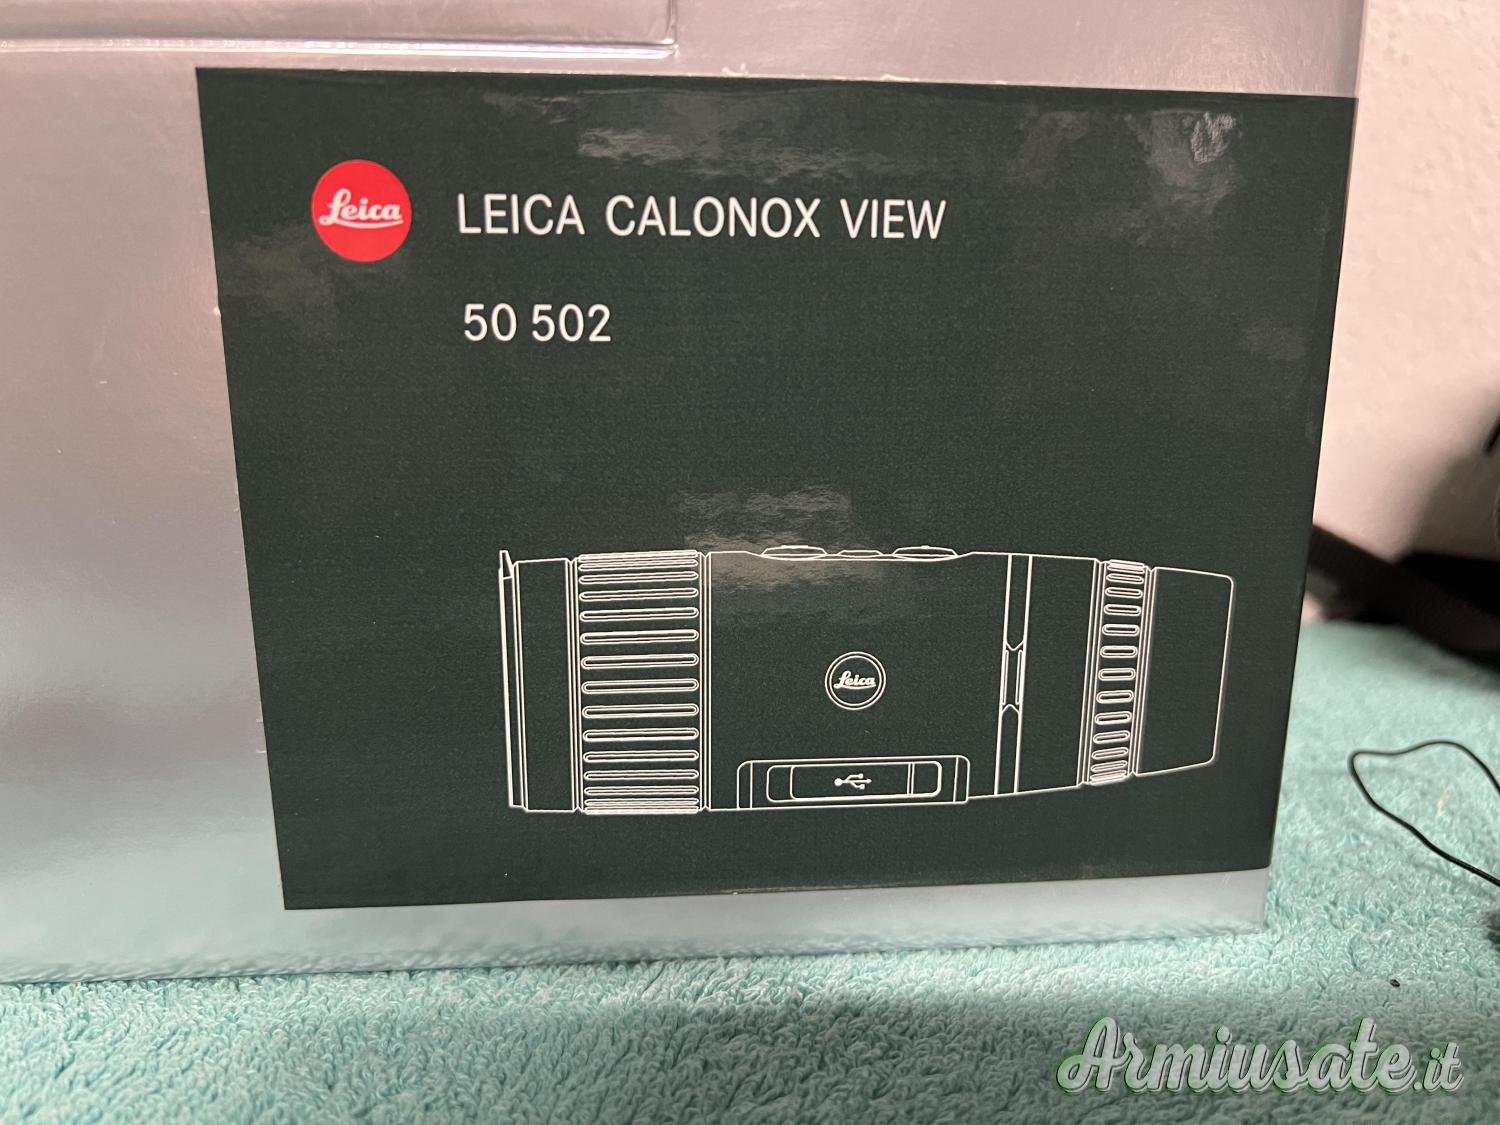 Leica LEICA CALONOX VIEW
50 502
Leica
Armiusate.it